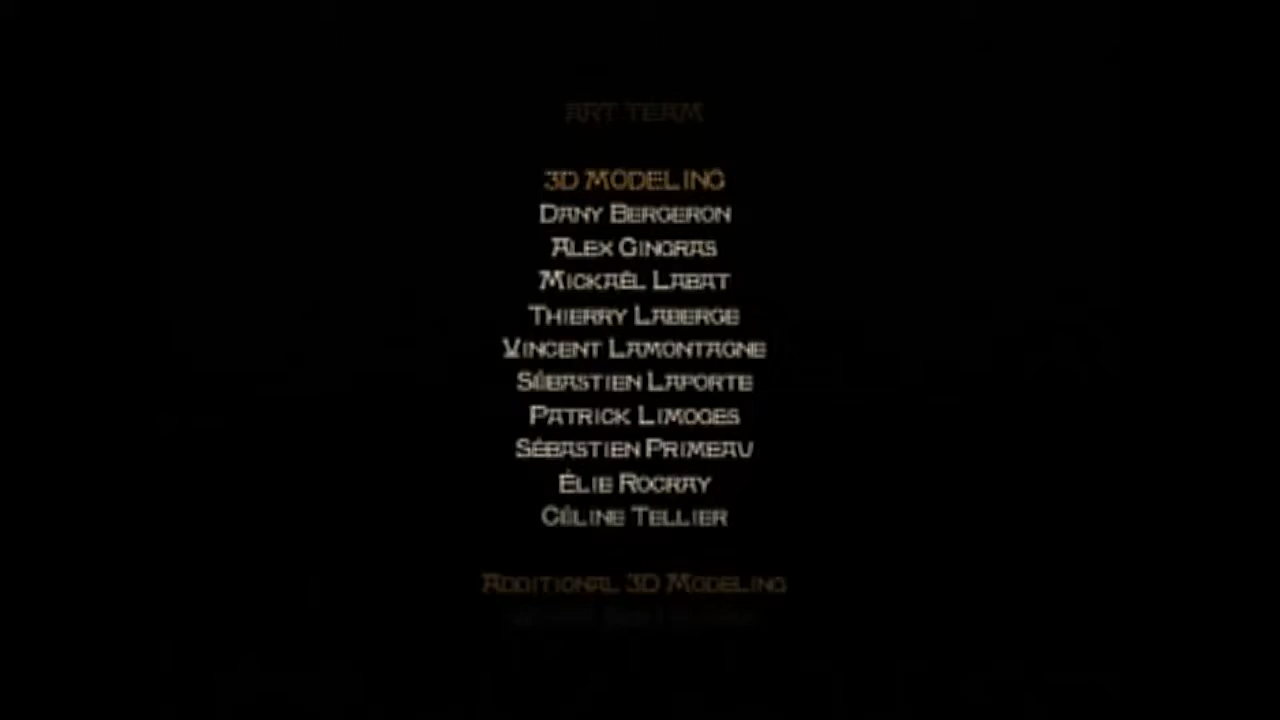 ART TEAM
3D MODELING
DANY BERGERON
ALEX GINGRAS
MICKAËL LABAT
THIERRY LABERGE
VINCENT LAMONTAGNE
SÉBASTIEN LAPORTE
PATRICK LIMOGES
SÉBASTIEN PRIMEAU
ÉLIE ROCRAY
CÉLINE TELLIER
ADDITIONAL 3D MODELING